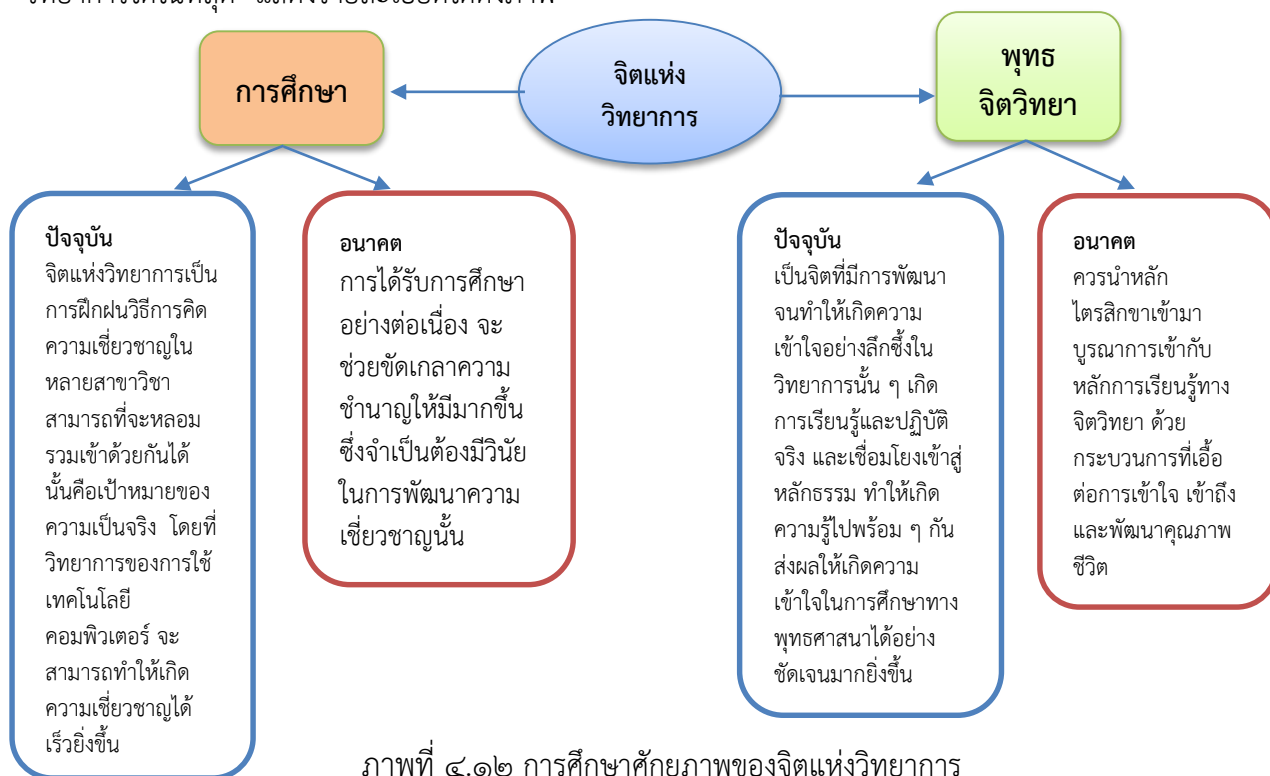 การศึกษา
จิตแห่ง
วิทยาการ
พุทธ
จิตวิทยา
ปัจจุบัน
จิตแห่งวิทยาการเป็น
การฝึกฝนวิธีการคิด
ความเชี่ยวชาญใน
หลายสาขาวิชา
สามารถที่จะหลอม
รวมเข้าด้วยกันได้
นั้นคือเป้าหมายของ
ความเป็นจริง โดยที่
วิทยาการของการใช้
เทคโนโลยี
คอมพิวเตอร์ จะ
สามารถทำให้เกิด
ความเชี่ยวชาญได้
เร็วยิ่งขึ้น
อนาคต
การได้รับการศึกษา
อย่างต่อเนื่อง จะ
ช่วยขัดเกลาความ
ชำนาญให้มีมากขึ้น
ซึ่งจำเป็นต้องมีวินัย
ในการพัฒนาความ
เชี่ยวชาญนั้น
ปัจจุบัน
เป็นจิตที่มีการพัฒนา
จนทำให้เกิดความ
เข้าใจอย่างลึกซึ้งใน
วิทยาการนั้น ๆ เกิด
การเรียนรู้และปฏิบัติ
จริง และเชื่อมโยงเข้าสู่
หลักธรรม ทำให้เกิด
ความรู้ไปพร้อม ๆ กัน
ส่งผลให้เกิดความ
เข้าใจในการศึกษาทาง
พุทธศาสนาได้อย่าง
ชัดเจนมากยิ่งขึ้น
อนาคต
ควรนำหลัก
ไตรสิกขาเข้ามา
บูรณาการเข้ากับ
หลักการเรียนรู้ทาง
จิตวิทยา ด้วย
กระบวนการที่เอื้อ
ต่อการเข้าใจ เข้าถึง
และพัฒนาคุณภาพ
ชีวิต
ภาพที่ ๔.๑๒ การศึกษาศักยภาพของจิตแห่งวิทยาการ